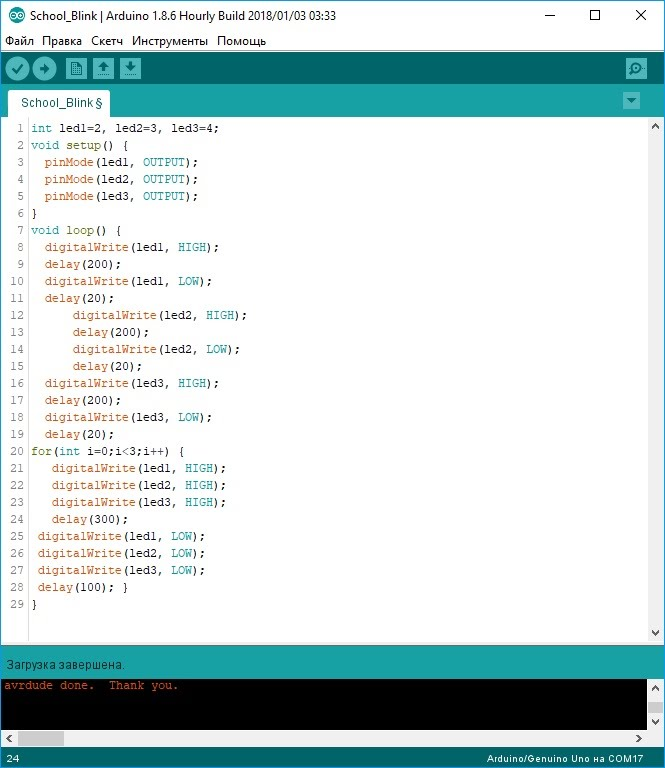 School_Blink | Arduino 1.8.6 Hourly Build 2018/01/03 03:33
Файл Правка Скетч Инструменты Помощь
School_Blink §
1 int led1=2, led2=3, led3=4;
2 void setup() {
3   pinMode(led1, OUTPUT);
4   pinMode(led2, OUTPUT);
5   pinMode(led3, OUTPUT);
6 }
7 void loop() {
8   digitalWrite(led1, HIGH);
9   delay(200);
10   digitalWrite(led1, LOW);
11   delay(20);
12       digitalWrite(led2, HIGH);
13       delay(200);
14       digitalWrite(led2, LOW);
15       delay(20);
16   digitalWrite(led3, HIGH);
17   delay(200);
18   digitalWrite(led3, LOW);
19   delay(20);
20 for(int i=0;i<3;i++) {
21    digitalWrite(led1, HIGH);
22    digitalWrite(led2, HIGH);
23    digitalWrite(led3, HIGH);
24    delay(300);
25  digitalWrite(led1, LOW);
26  digitalWrite(led2, LOW);
27  digitalWrite(led3, LOW);
28  delay(100); }
29 }
Загрузка завершена.
avrdude done.  Thank you.
24 Arduino/Genuino Uno на COM17